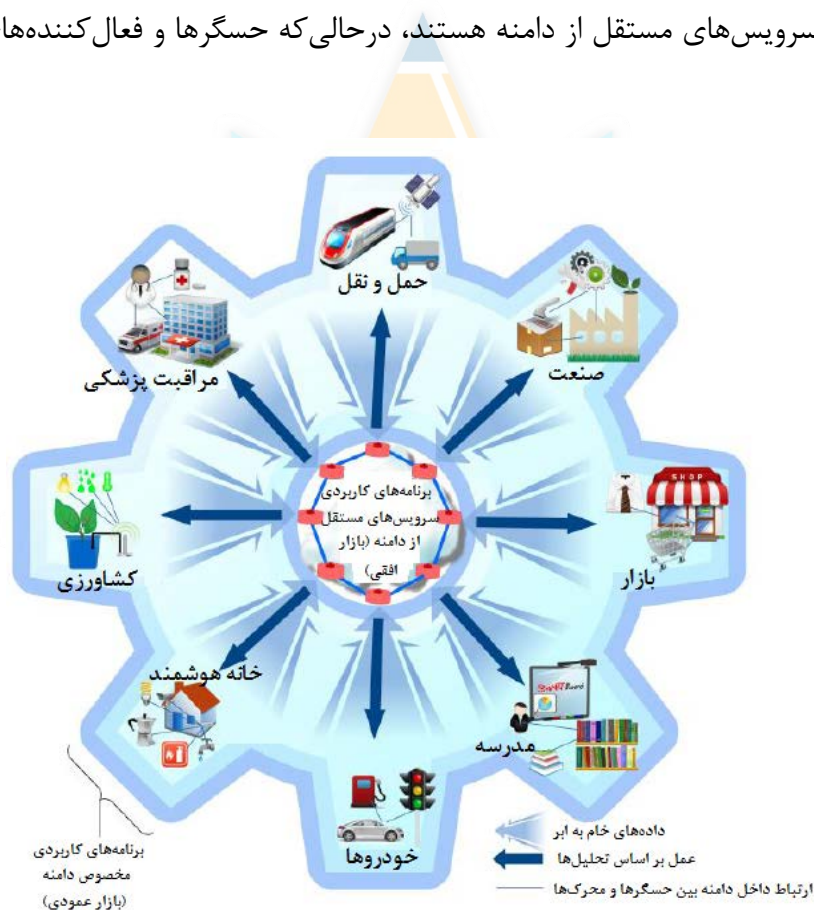 سرویس‌های مستقل از دامنه هستند، درحالی‌که حسگرها و فعال‌کننده‌ها
حمل و نقل
مراقبت پزشکی
صنعت
SHOP
برنامه‌های کاربردی
سرویس‌های مستقل
از دامنه (بازار
افقی)
کشاورزی
بازار
خانه هوشمند
SMART Board
مدرسه
خودروها
برنامه‌های کاربردی
مخصوص دامنه
(بازار عمودی)
داده‌های خام به ابر
عمل بر اساس تحلیل‌ها
ارتباط داخل دامنه بین حسگرها و محرک‌ها